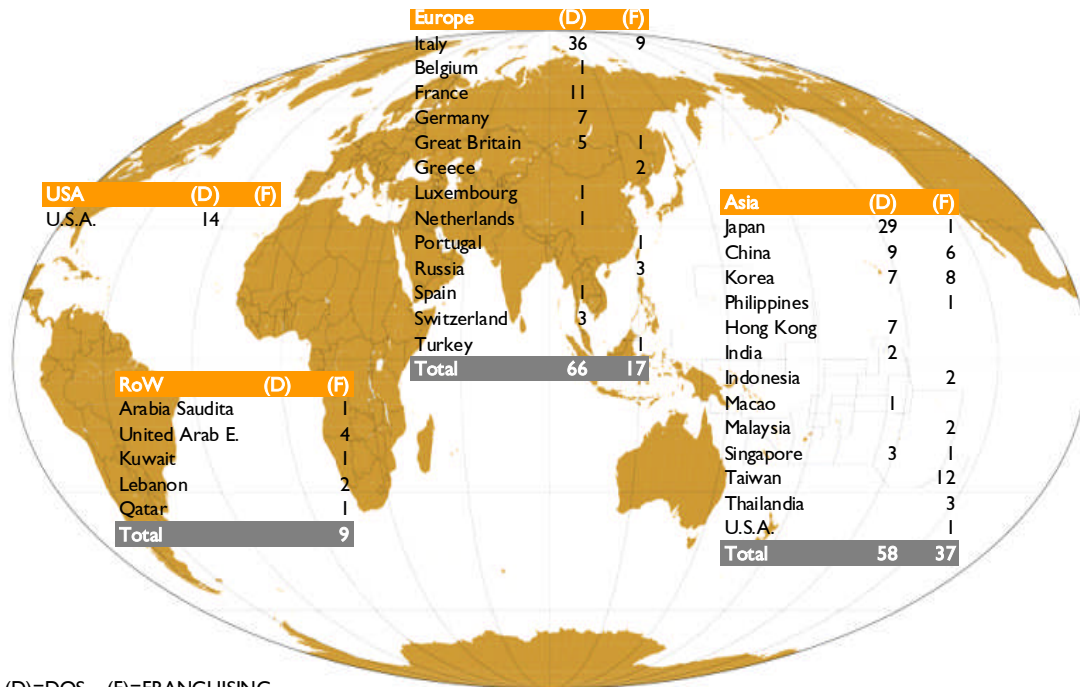 Europe (D) (F)
Italy 36 9
Belgium 1
France 11
Germany 7
Great Britain 5 1
Greece 2
Luxembourg 1
Netherlands 1
Portugal 1
Russia 3
Spain 1
Switzerland 3
Turkey 1
Total 66 17
USA (D) (F)
U.S.A. 14
Asia (D) (F)
Japan 29 1
China 9 6
Korea 7 8
Philippines 1
Hong Kong 7
India 2
Indonesia 2
Macao 1
Malaysia 2
Singapore 3 1
Taiwan 12
Thailandia 3
U.S.A. 1
Total 58 37
RoW (D) (F)
Arabia Saudita 1
United Arab E. 4
Kuwait 1
Lebanon 2
Qatar 1
Total 9
(D)=DOS (F)=FRANCHISING